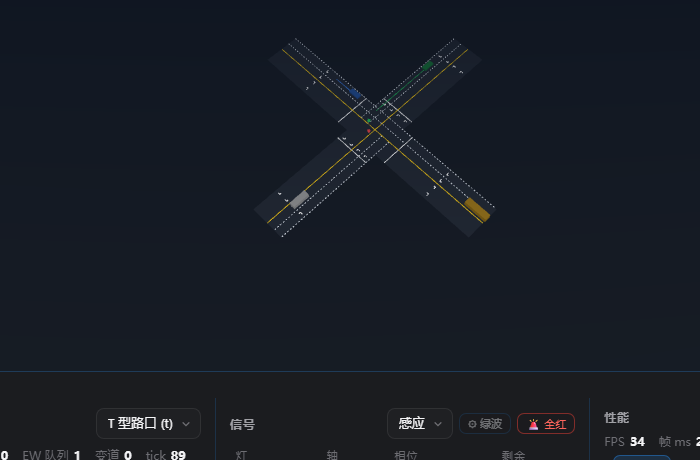 T 型路口 (t)
信号
感应
绿波
全红
性能
0 EW 队列 1 变道 0 tick 89
灯 轴 相位 剩余
FPS 34 帧 ms 2